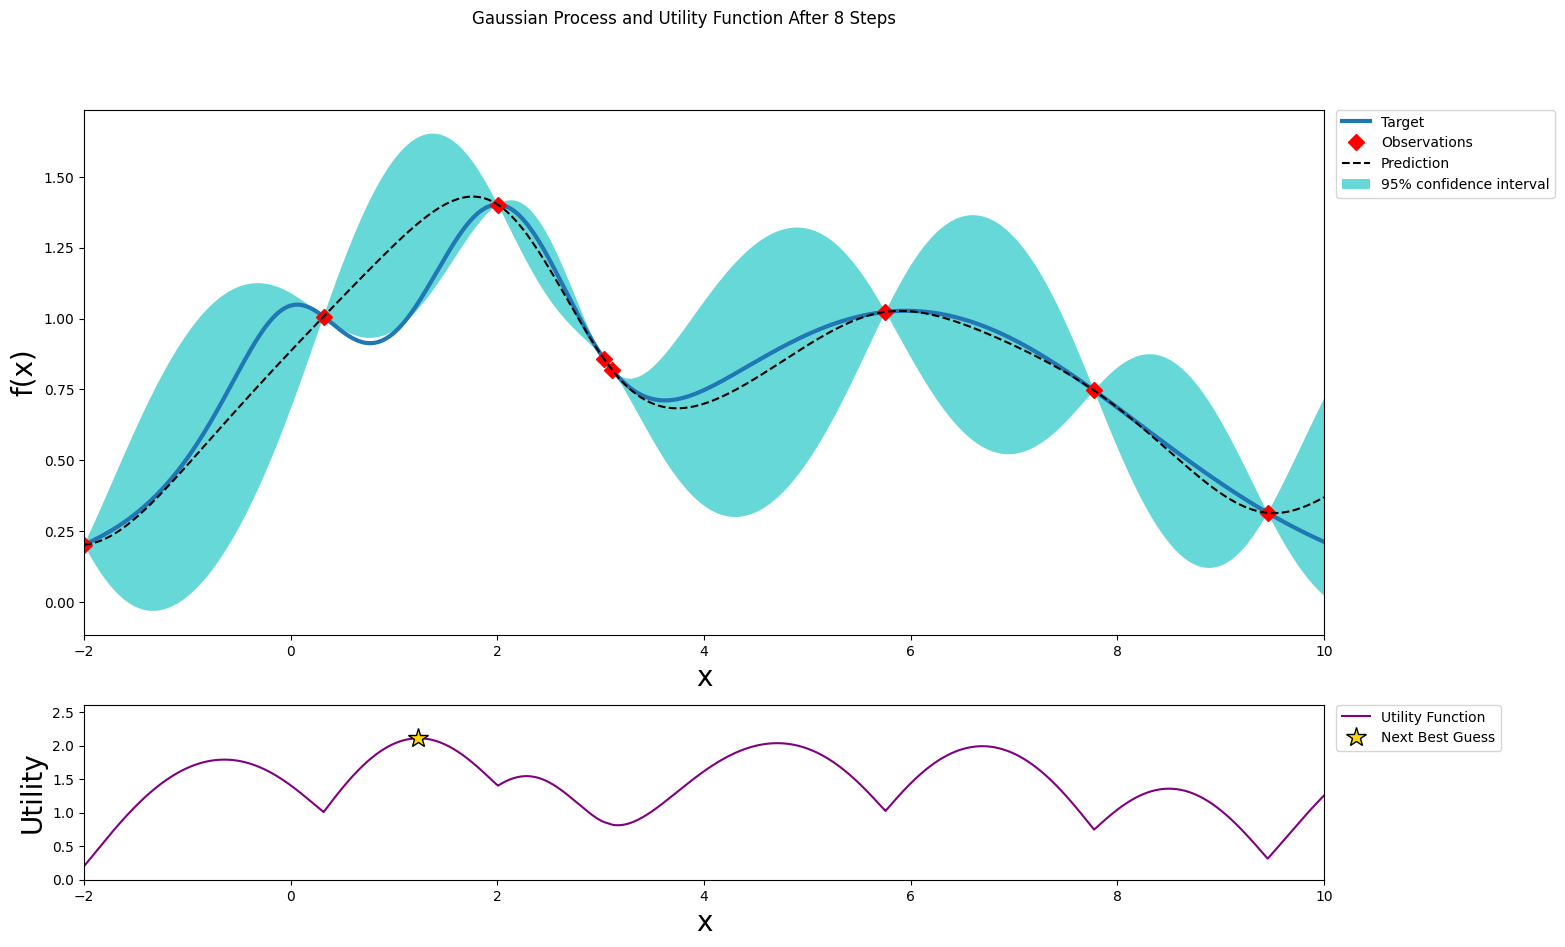 Gaussian Process and Utility Function After 8 Steps
f(x)
1.50
1.25
1.00
0.75
0.50
0.25
0.00
−2 0 2 4 6 8 10
x
Target
Observations
Prediction
95% confidence interval
Utility
2.5
2.0
1.5
1.0
0.5
0.0
−2 0 2 4 6 8 10
x
Utility Function
Next Best Guess